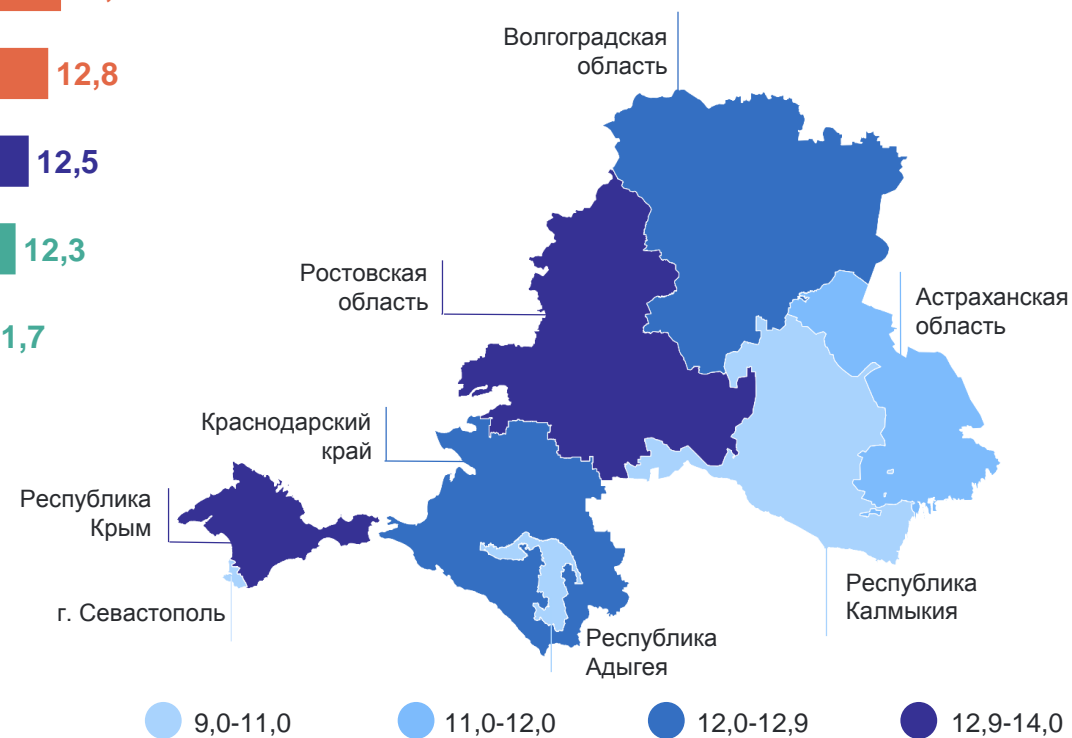 12,8
12,5
12,3
1,7
Волгоградская
область
Ростовская
область
Астраханская
область
Краснодарский
край
Республика
Крым
г. Севастополь
Республика
Калмыкия
Республика
Адыгея
9,0-11,0
11,0-12,0
12,0-12,9
12,9-14,0